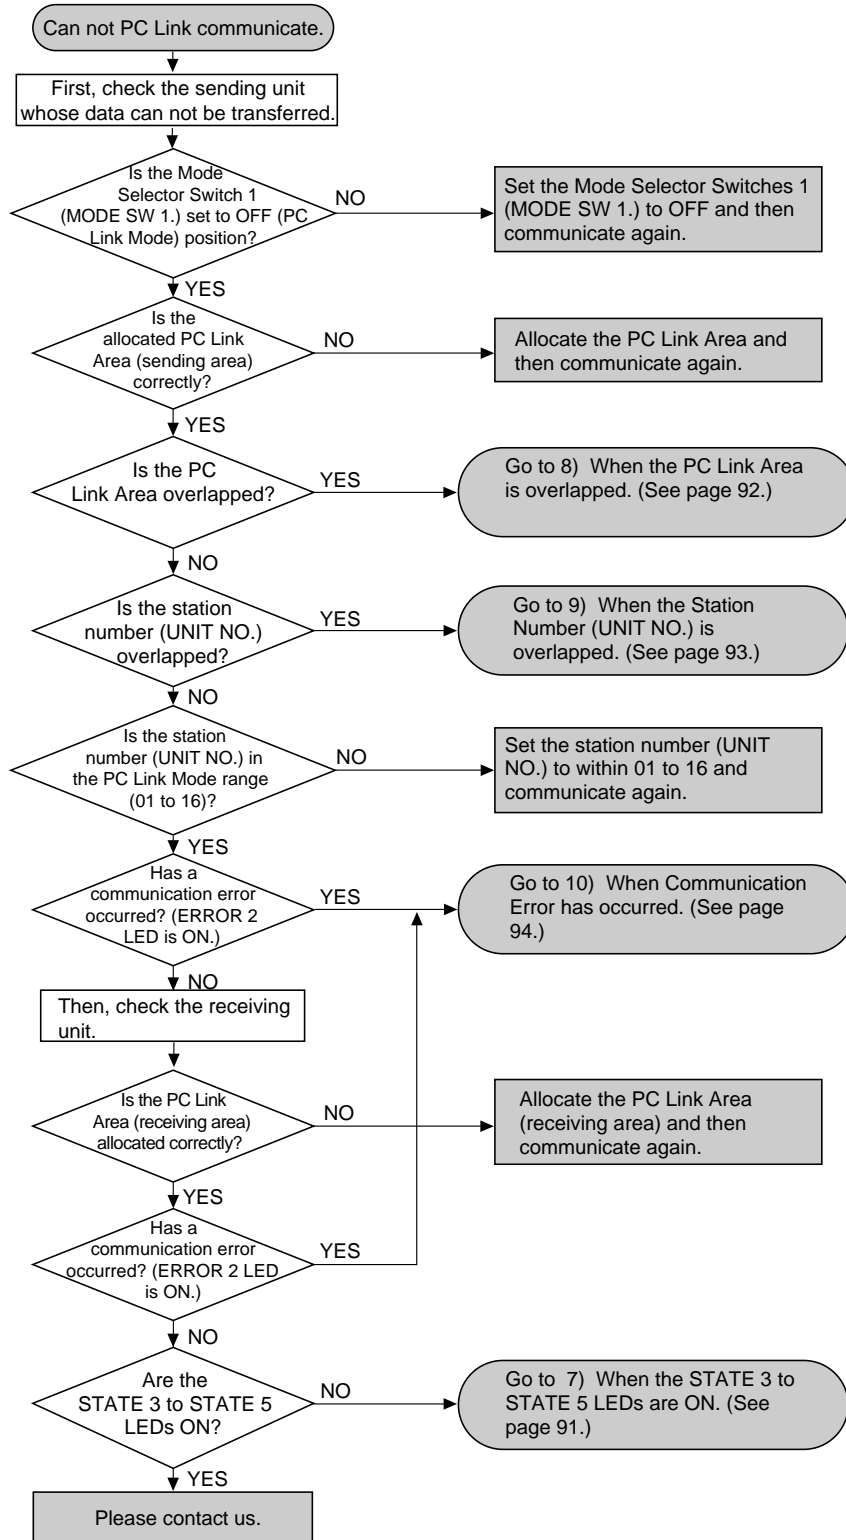 Can not PC Link communicate.
First, check the sending unit
whose data can not be transferred.
Is the Mode
Selector Switch 1
(MODE SW 1.) set to OFF (PC
Link Mode) position?
NO
Set the Mode Selector Switches 1
(MODE SW 1.) to OFF and then
communicate again.
YES
Is the
allocated PC Link
Area (sending area)
correctly?
NO
Allocate the PC Link Area and
then communicate again.
YES
Is the PC
Link Area overlapped?
YES
Go to 8) When the PC Link Area
is overlapped. (See page 92.)
NO
Is the station
number (UNIT NO.)
overlapped?
YES
Go to 9) When the Station
Number (UNIT NO.) is
overlapped. (See page 93.)
NO
Is the station
number (UNIT NO.) in
the PC Link Mode range
(01 to 16)?
NO
Set the station number (UNIT
NO.) to within 01 to 16 and
communicate again.
YES
Has a
communication error
occurred? (ERROR 2
LED is ON.)
YES
Go to 10) When Communication
Error has occurred. (See page
94.)
NO
Then, check the receiving
unit.
Is the PC Link
Area (receiving area)
allocated correctly?
NO
Allocate the PC Link Area
(receiving area) and then
communicate again.
YES
Has a
communication error
occurred? (ERROR 2 LED
is ON.)
YES
NO
Are the
STATE 3 to STATE 5
LEDs ON?
NO
Go to 7) When the STATE 3 to
STATE 5 LEDs are ON. (See
page 91.)
YES
Please contact us.